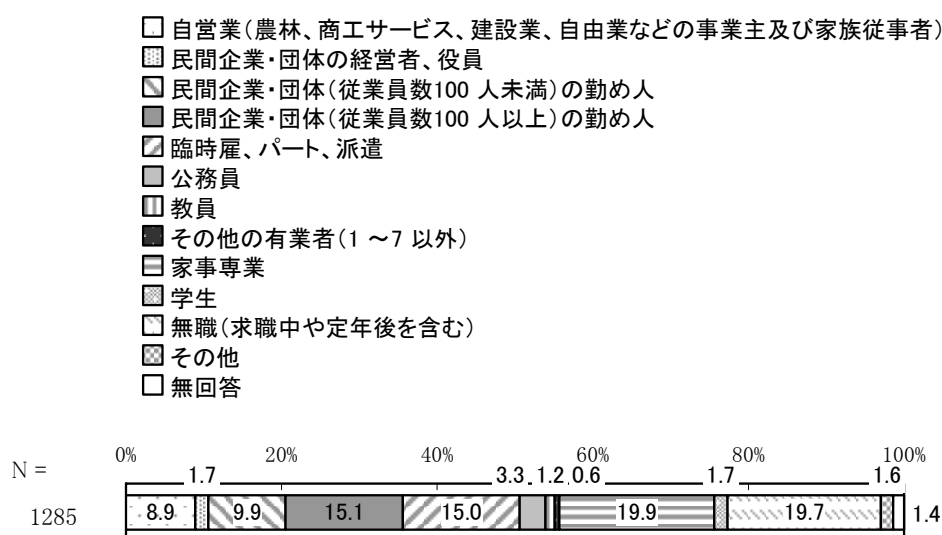 自営業(農林、商工サービス、建設業、自由業などの事業主及び家族従事者)
民間企業・団体の経営者、役員
民間企業・団体(従業員数100 人未満)の勤め人
民間企業・団体(従業員数100 人以上)の勤め人
臨時雇、パート、派遣
公務員
教員
その他の有業者(1 ～7 以外)
家事専業
学生
無職(求職中や定年後を含む)
その他
無回答
N = 0% 20% 40% 60% 80% 100%
1.7 3.3 1.2 0.6 1.7 1.6
1285 8.9 9.9 15.1 15.0 19.9 19.7 1.4